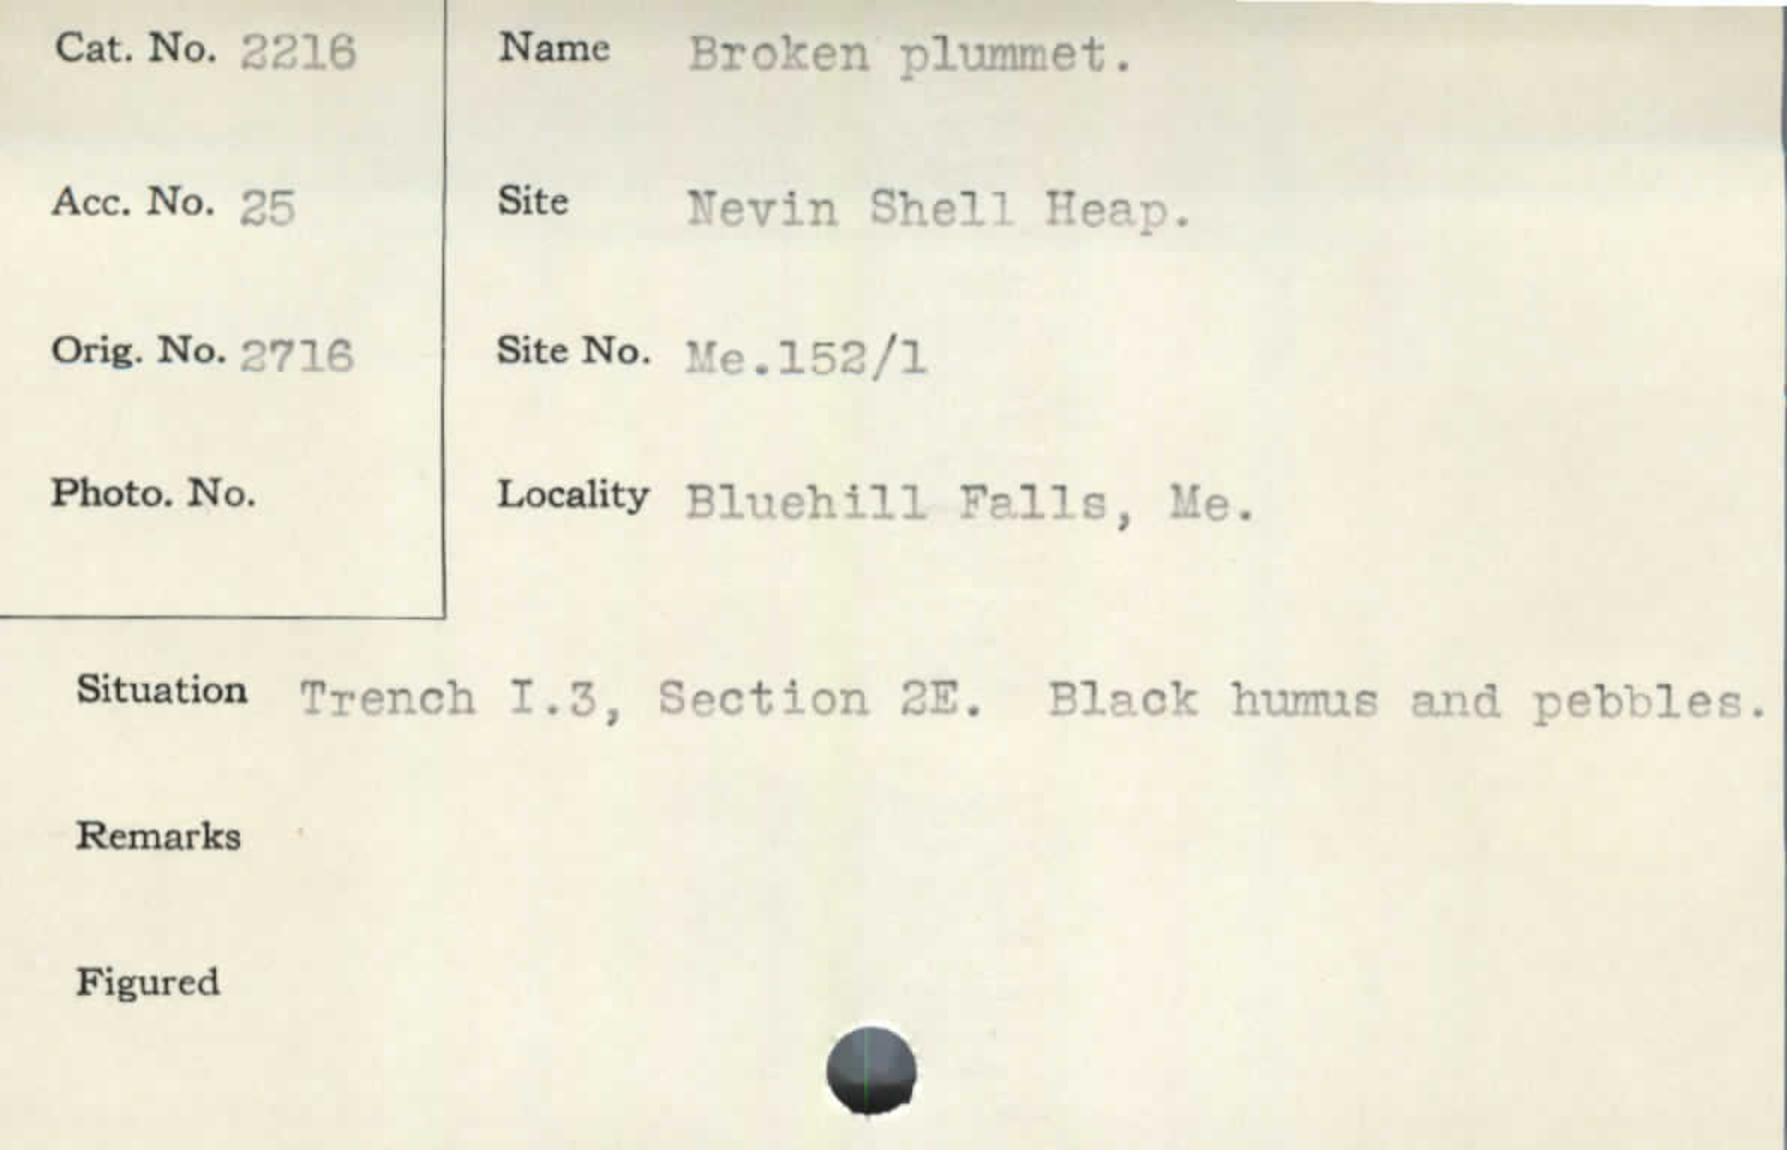 Cat. No. 2216
Name Broken plummet.
Acc. No. 25
Site Nevin Shell Heap.
Orig. No. 2716
Site No. Me.152/1
Photo. No.
Locality Bluehill Falls, Me.
Situation Trench I.3, Section 2E. Black humus and pebbles.
Remarks
Figured